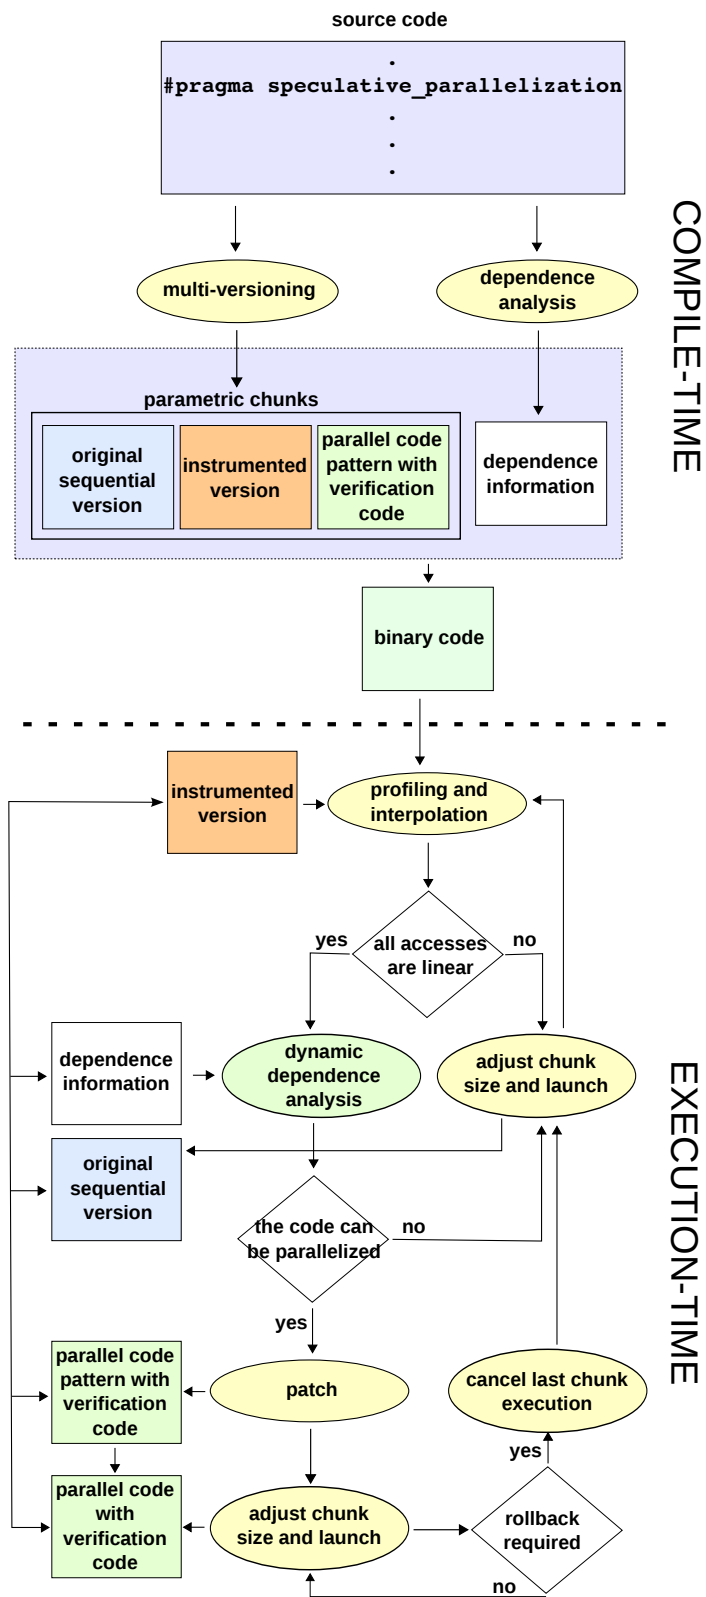 source code
.
#pragma speculative_parallelization
.
.
.
COMPILE-TIME
multi-versioning
dependence
analysis
parametric chunks
original
sequential
version
instrumented
version
parallel code
pattern with
verification
code
dependence
information
binary code
EXECUTION-TIME
instrumented
version
profiling and
interpolation
all accesses
are linear
yes
no
dependence
information
dynamic
dependence
analysis
adjust chunk
size and launch
original
sequential
version
the code can
be parallelized
no
yes
parallel code
pattern with
verification
code
patch
cancel last chunk
execution
yes
parallel code
with
verification
code
adjust chunk
size and launch
rollback
required
no